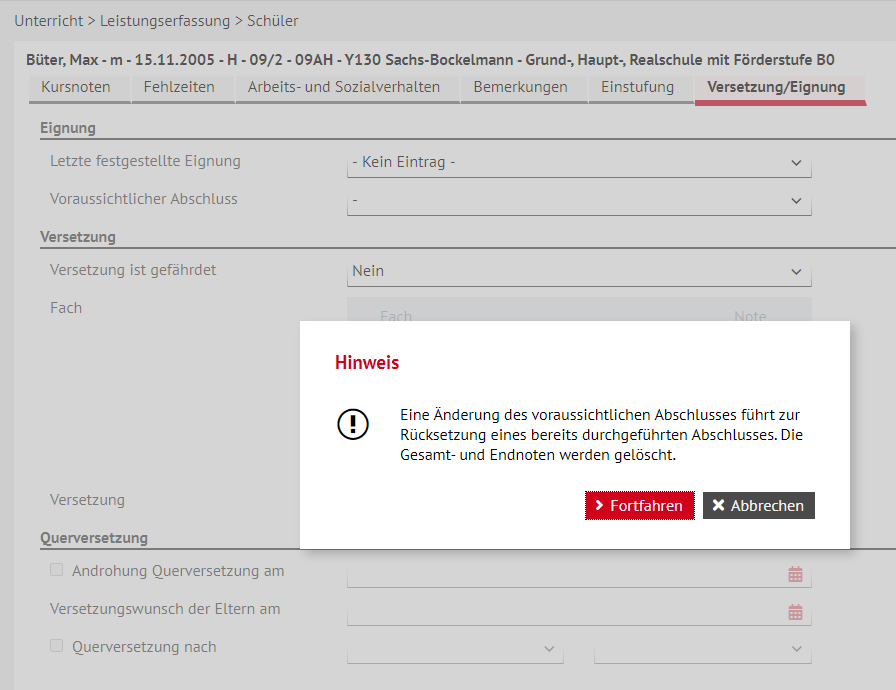 Unterricht > Leistungserfassung > Schüler
Büter, Max - m - 15.11.2005 - H - 09/2 - 09AH - Y130 Sachs-Bockelmann - Grund-, Haupt-, Realschule mit Förderstufe B0
Kursnoten Fehlzeiten Arbeits- und Sozialverhalten Bemerkungen Einstufung Versetzung/Eignung
Eignung
Letzte festgestellte Eignung - Kein Eintrag -
Voraussichtlicher Abschluss -
Versetzung
Versetzung ist gefährdet Nein
Fach Fach Note
Hinweis
Eine Änderung des voraussichtlichen Abschlusses führt zur
Rücksetzung eines bereits durchgeführten Abschlusses. Die
Gesamt- und Endnoten werden gelöscht.
Versetzung
Fortfahren Abbrechen
Querversetzung
Androhung Querversetzung am
Versetzungswunsch der Eltern am
Querversetzung nach